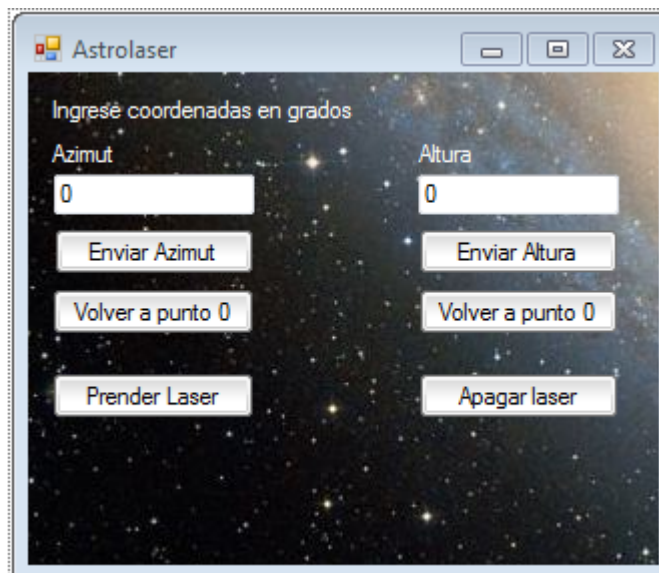 Astrolaser
Ingrese coordenadas en grados
Azimut Altura
0 0
Enviar Azimut Enviar Altura
Volver a punto 0 Volver a punto 0
Prender Laser Apagar laser